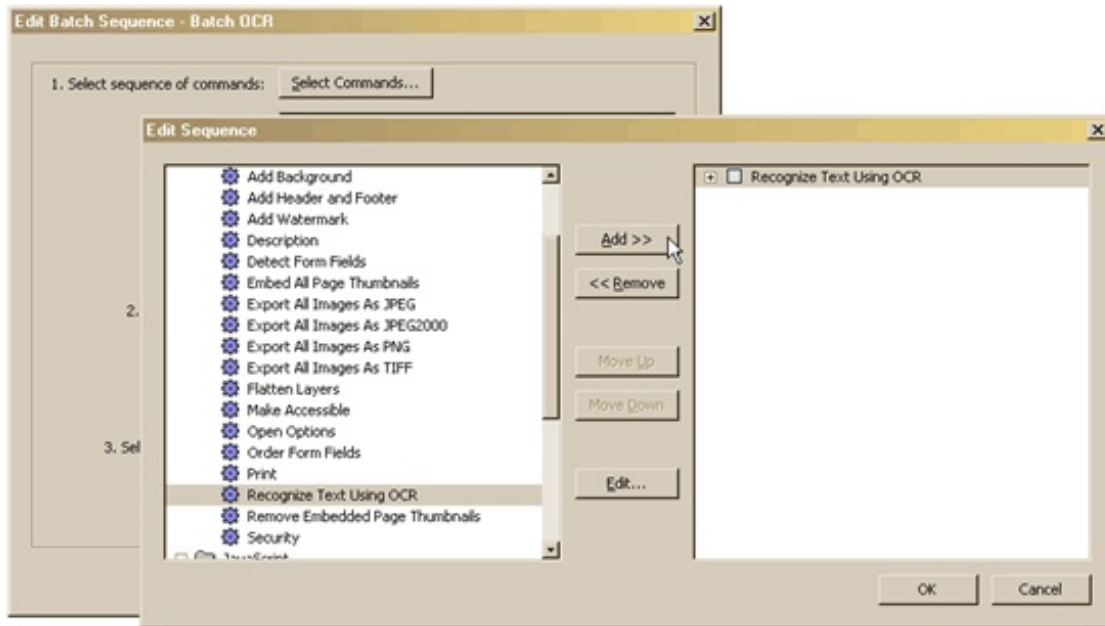 Edit Batch Sequence - Batch OCR
1. Select sequence of commands:
Select Commands...
Edit Sequence
Add Background
Add Header and Footer
Add Watermark
Description
Detect Form Fields
Embed All Page Thumbnails
Export All Images As JPEG
Export All Images As JPEG2000
Export All Images As PNG
Export All Images As TIFF
Flatten Layers
Make Accessible
Open Options
Order Form Fields
Print
Recognize Text Using OCR
Remove Embedded Page Thumbnails
Security
JavaScript
2.
3. Sel
Add >>
<< Remove
Move Up
Move Down
Edit...
Recognize Text Using OCR
OK
Cancel